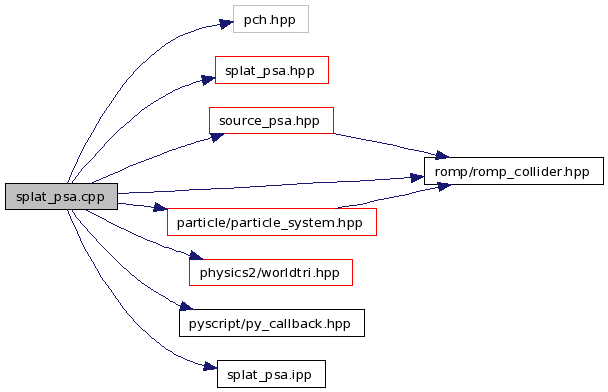 pch.hpp
splat_psa.hpp
source_psa.hpp
romp/romp_collider.hpp
splat_psa.cpp
particle/particle_system.hpp
physics2/worldtri.hpp
pyscript/py_callback.hpp
splat_psa.ipp